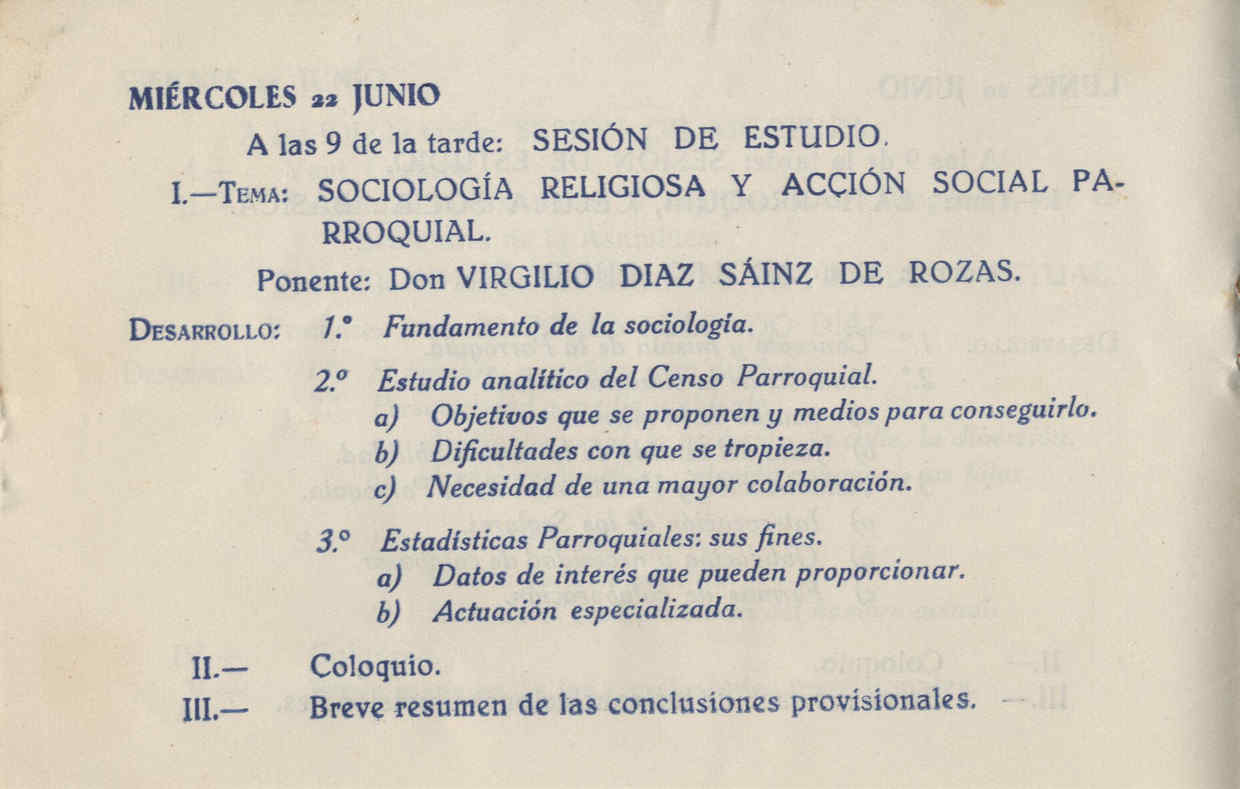 MIÉRCOLES 22 JUNIO
A las 9 de la tarde: SESIÓN DE ESTUDIO.
I.—TEMA: SOCIOLOGÍA RELIGIOSA Y ACCIÓN SOCIAL PA-
RROQUIAL.
Ponente: Don VIRGILIO DIAZ SÁINZ DE ROZAS.
DESARROLLO: 1.º Fundamento de la sociología.
2.º Estudio analítico del Censo Parroquial.
a) Objetivos que se proponen y medios para conseguirlo.
b) Dificultades con que se tropieza.
c) Necesidad de una mayor colaboración.
3.º Estadísticas Parroquiales: sus fines.
a) Datos de interés que pueden proporcionar.
b) Actuación especializada.
II.— Coloquio.
III.— Breve resumen de las conclusiones provisionales.